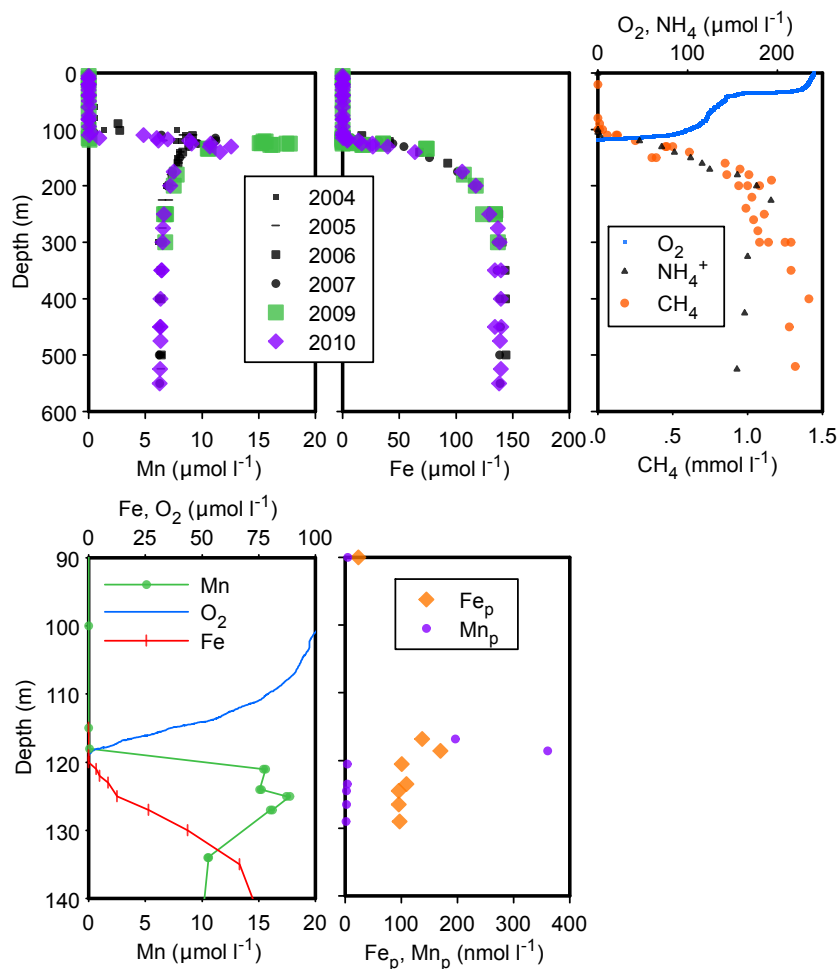 O2, NH4 (µmol l-1)
0 100 200
0
100
200
300
400
500
600
Depth (m)
2004
2005
2006
2007
2009
2010
O2
NH4+
CH4
0 5 10 15 20
Mn (µmol l-1)
0 50 100 150 200
Fe (µmol l-1)
.0 0.5 1.0 1.5
CH4 (mmol l-1)
Fe, O2 (µmol l-1)
0 25 50 75 100
90
100
110
120
130
140
Depth (m)
Mn
O2
Fe
Fep
Mnp
0 5 10 15 20
Mn (µmol l-1)
0 100 200 300 400
Fep, Mnp (nmol l-1)